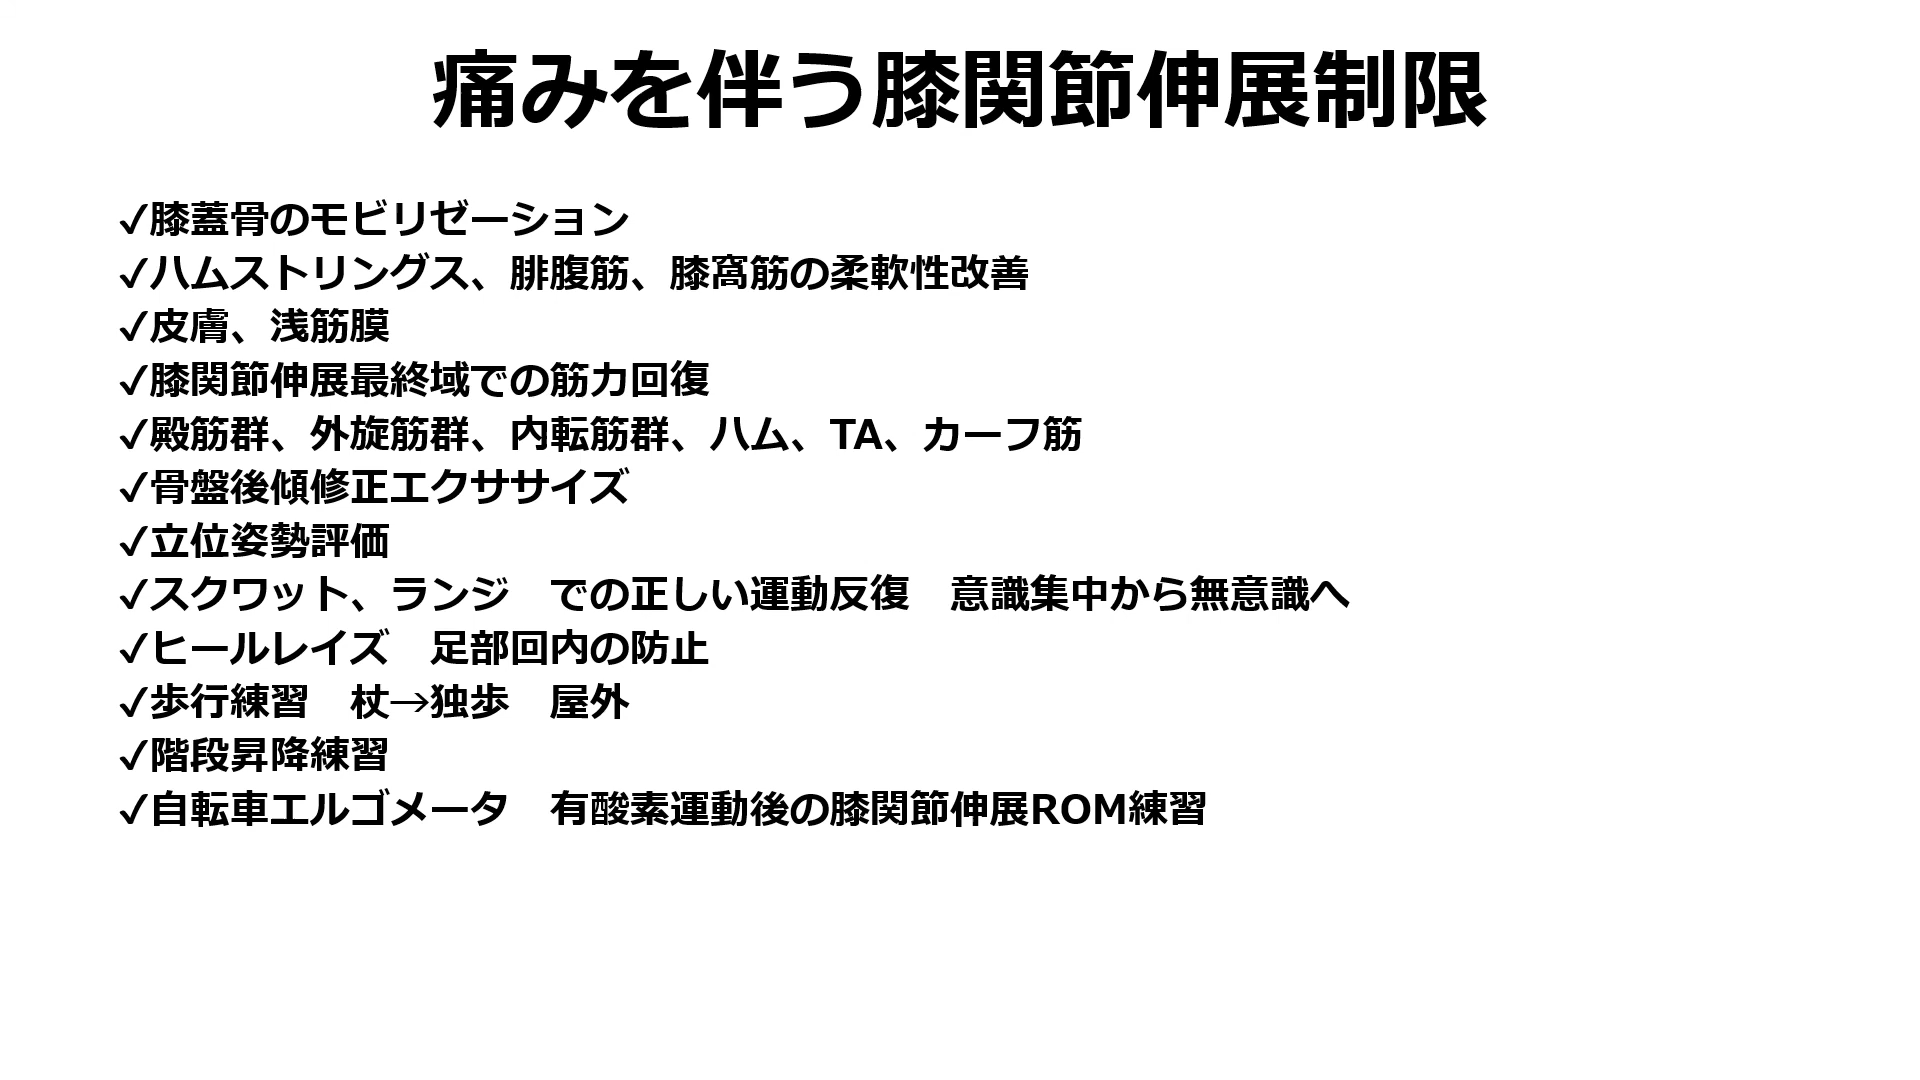 痛みを伴う膝関節伸展制限
✓膝蓋骨のモビリゼーション
✓ハムストリングス、腓腹筋、膝窩筋の柔軟性改善
✓皮膚、浅筋膜
✓膝関節伸展最終域での筋力回復
✓殿筋群、外旋筋群、内転筋群、ハム、TA、カーフ筋
✓骨盤後傾修正エクササイズ
✓立位姿勢評価
✓スクワット、ランジ　での正しい運動反復　意識集中から無意識へ
✓ヒールレイズ　足部回内の防止
✓歩行練習　杖→独歩　屋外
✓階段昇降練習
✓自転車エルゴメータ　有酸素運動後の膝関節伸展ROM練習